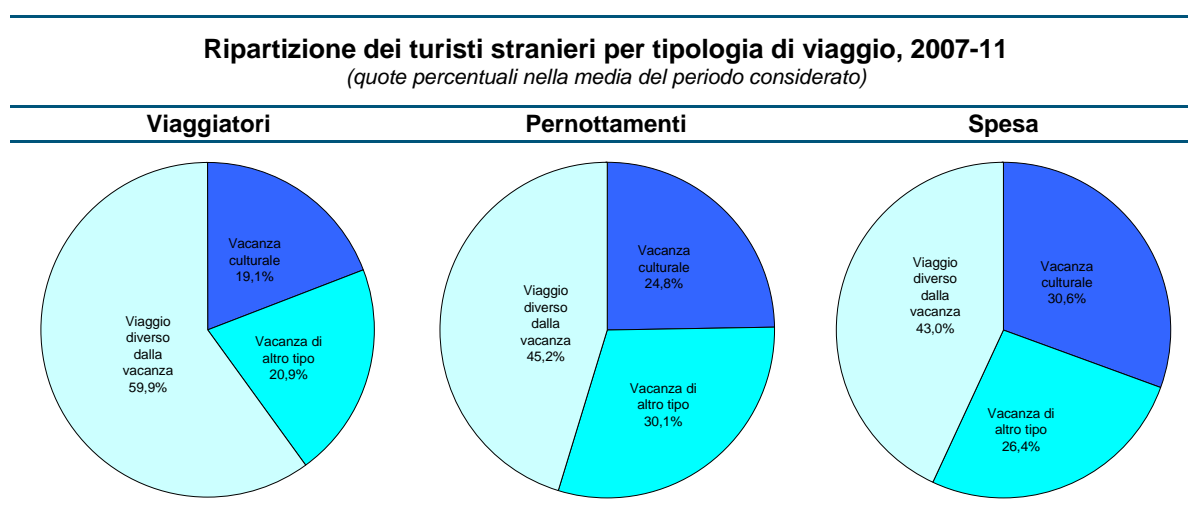 Ripartizione dei turisti stranieri per tipologia di viaggio, 2007-11
(quote percentuali nella media del periodo considerato)
Viaggiatori
Pernottamenti
Spesa
Vacanza
culturale
19,1%
Vacanza di
altro tipo
20,9%
Viaggio
diverso
dalla
vacanza
59,9%
Vacanza
culturale
24,8%
Vacanza di
altro tipo
30,1%
Viaggio
diverso
dalla
vacanza
45,2%
Vacanza
culturale
30,6%
Vacanza di
altro tipo
26,4%
Viaggio
diverso
dalla
vacanza
43,0%